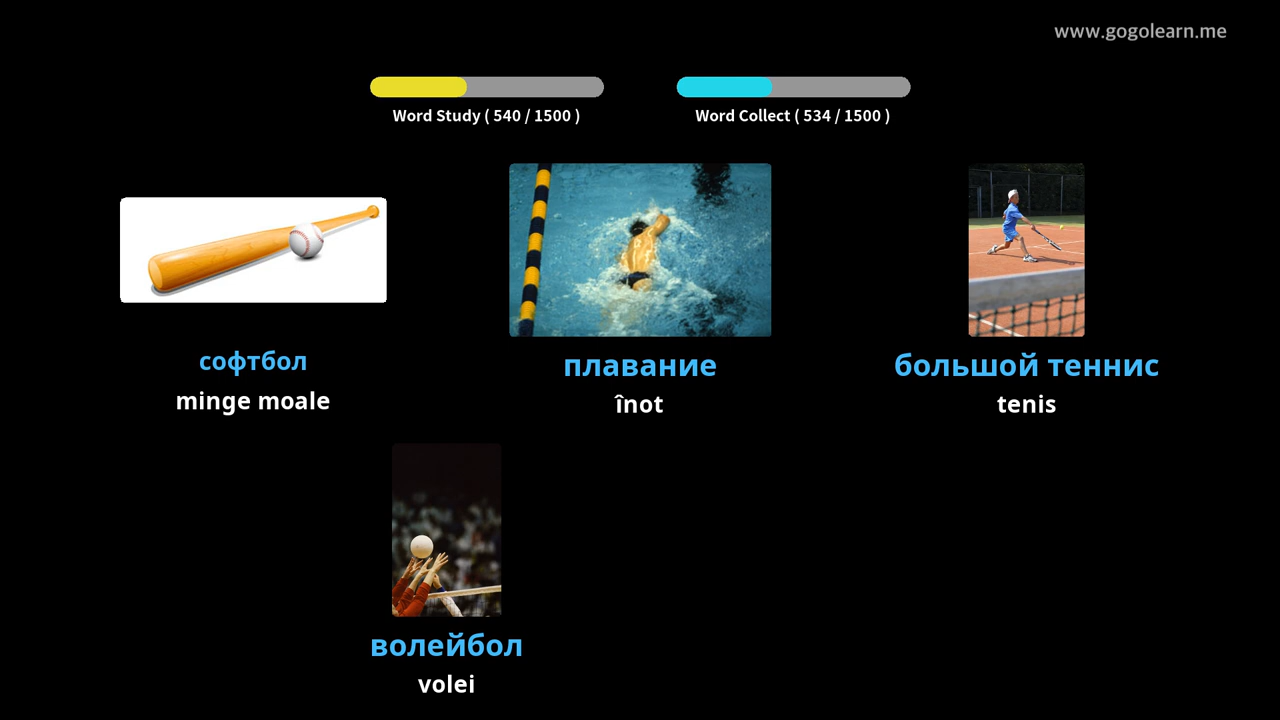 www.gogolearn.me
Word Study ( 540 / 1500 )
Word Collect ( 534 / 1500 )
софтбол
minge moale
плавание
înot
большой теннис
tenis
волейбол
volei